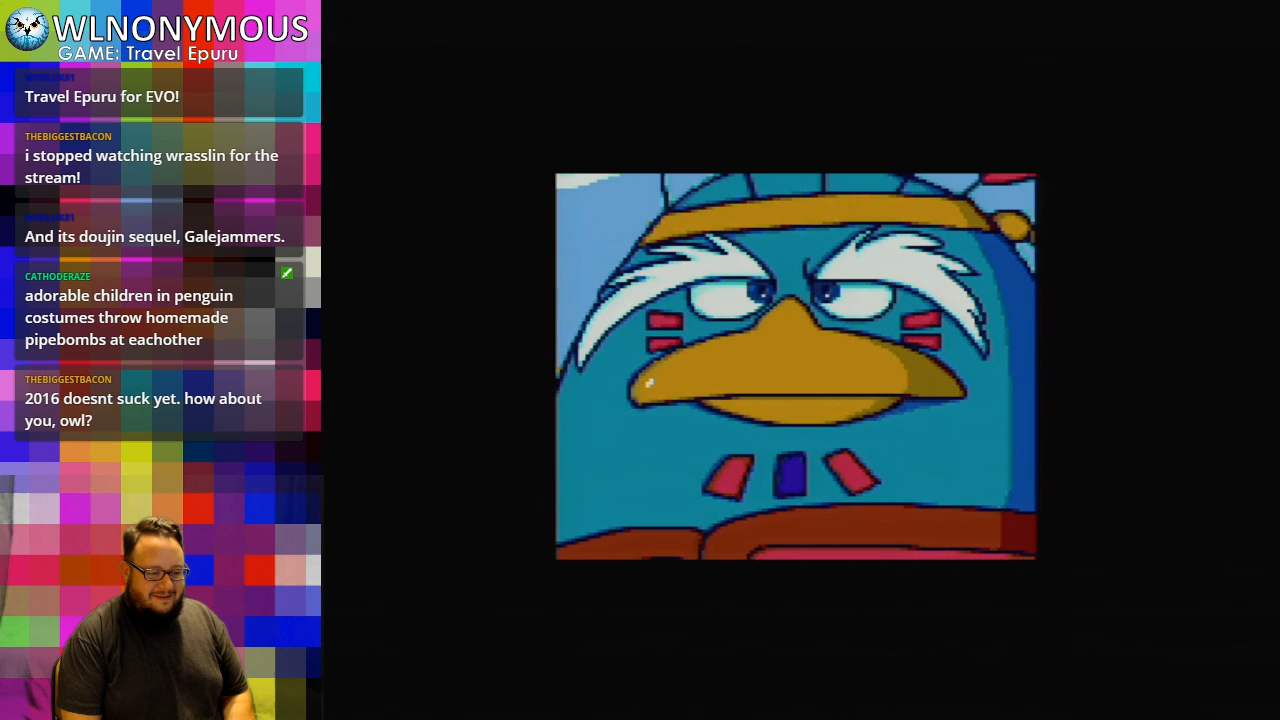 WLNONYMOUS
GAME: Travel Epuru
Travel Epuru for EVO!
THEBIGGESTBACON
i stopped watching wrasslin for the
stream!
And its doujin sequel, Galejammers.
CATHODERAZE
adorable children in penguin
costumes throw homemade
pipebombs at eachother
THEBIGGESTBACON
2016 doesnt suck yet. how about
you, owl?